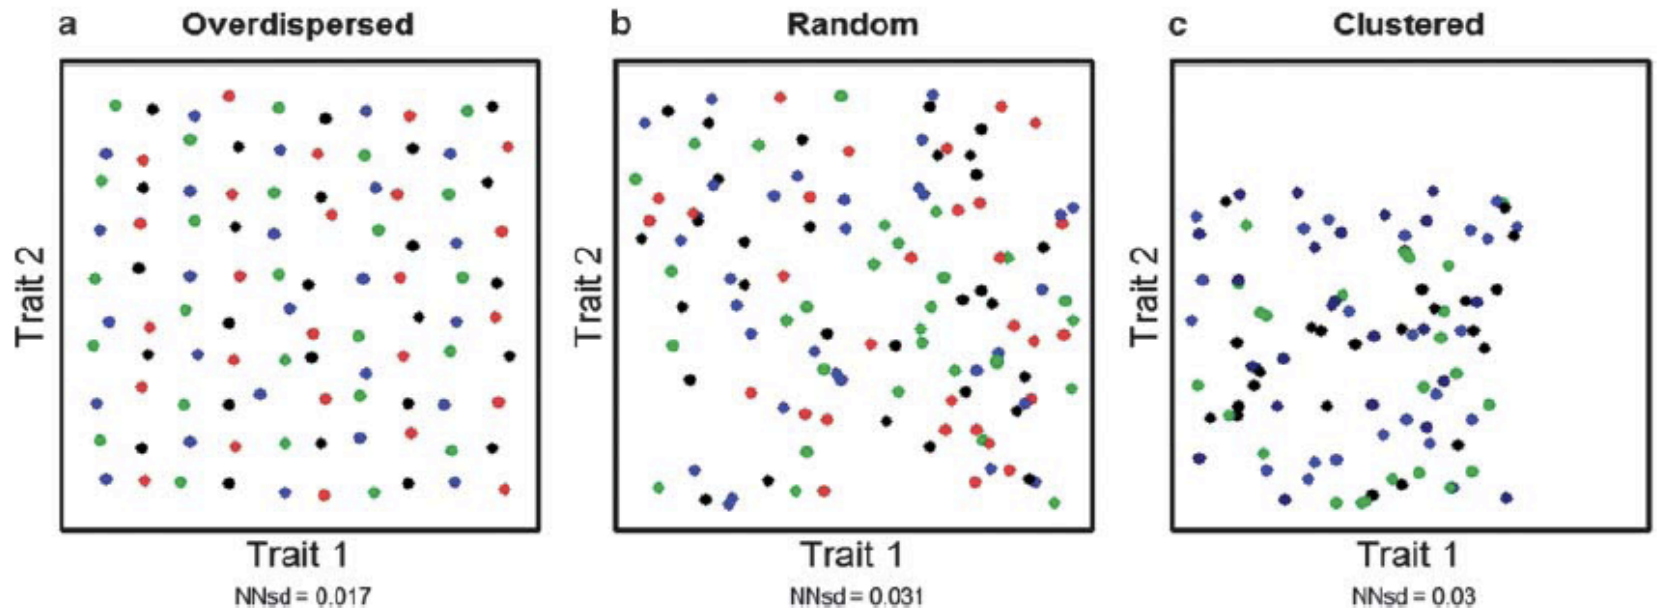 a Overdispersed
b Random
c Clustered
Trait 2
Trait 1
NNsd = 0.017
Trait 2
Trait 1
NNsd = 0.031
Trait 2
Trait 1
NNsd = 0.03